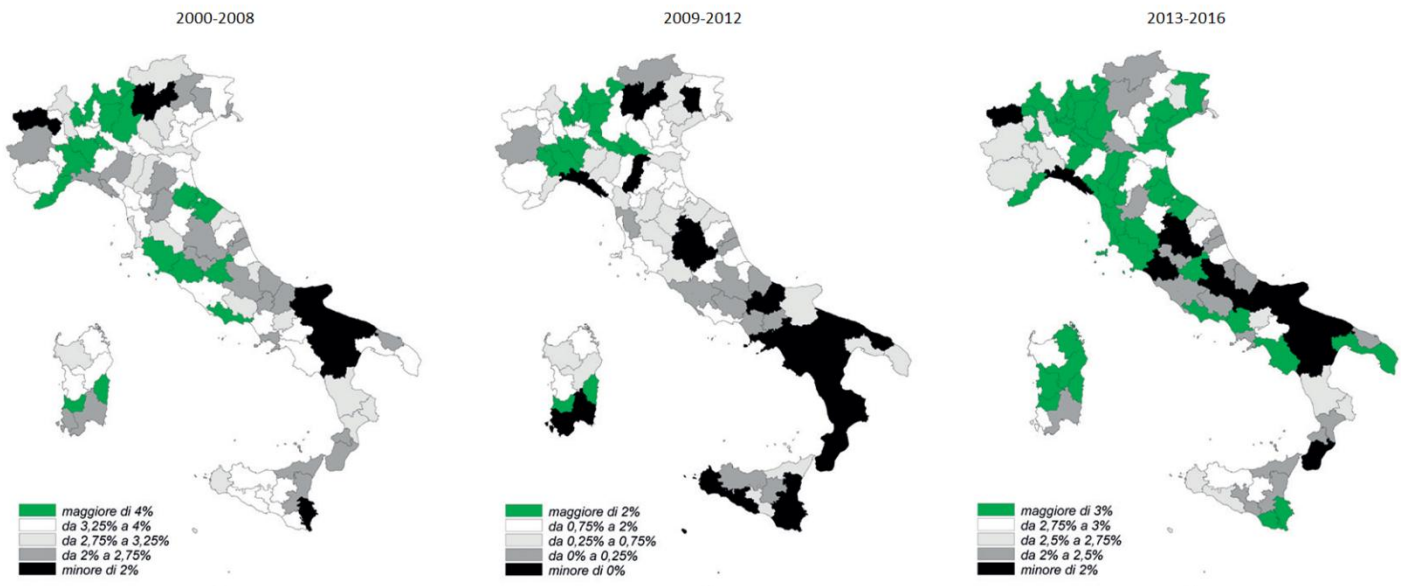 2000-2008
2009-2012
2013-2016
maggiore di 4%
da 3,25% a 4%
da 2,75% a 3,25%
da 2% a 2,75%
minore di 2%
maggiore di 2%
da 0,75% a 2%
da 0,25% a 0,75%
da 0% a 0,25%
minore di 0%
maggiore di 3%
da 2,75% a 3%
da 2,5% a 2,75%
da 2% a 2,5%
minore di 2%